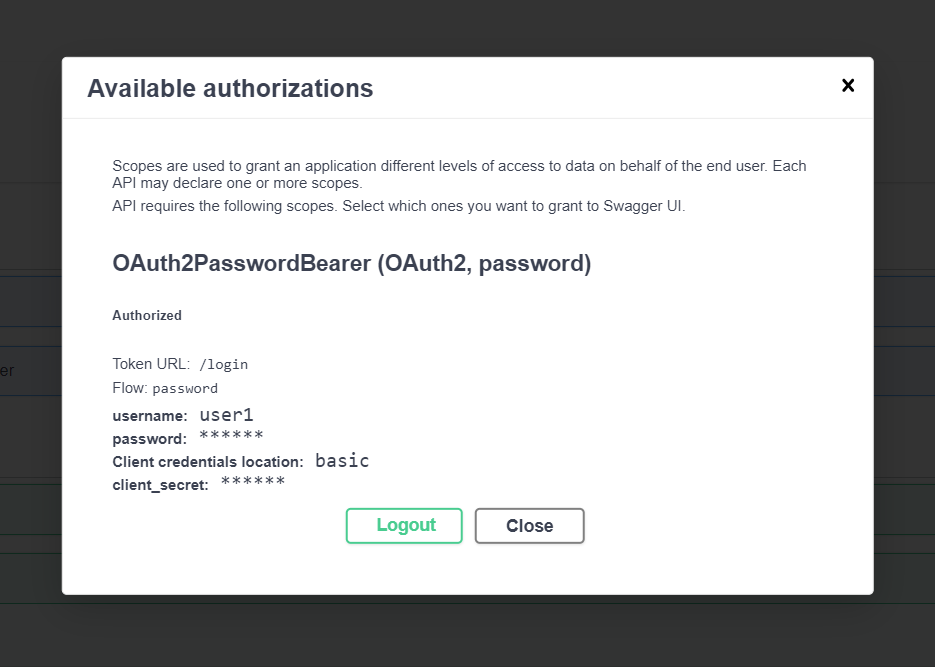 Available authorizations
Scopes are used to grant an application different levels of access to data on behalf of the end user. Each
API may declare one or more scopes.
API requires the following scopes. Select which ones you want to grant to Swagger UI.
OAuth2PasswordBearer (OAuth2, password)
Authorized
Token URL: /login
er
Flow: password
username: user1
password: ******
Client credentials location: basic
client_secret: ******
Logout Close